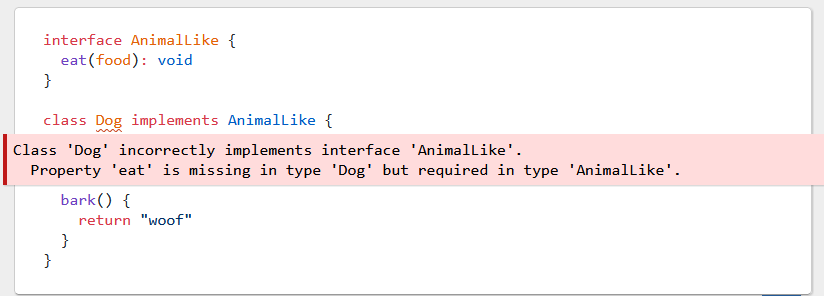 interface AnimalLike {
  eat(food): void
}
class Dog implements AnimalLike {
Class 'Dog' incorrectly implements interface 'AnimalLike'.
  Property 'eat' is missing in type 'Dog' but required in type 'AnimalLike'.
  bark() {
    return "woof"
  }
}